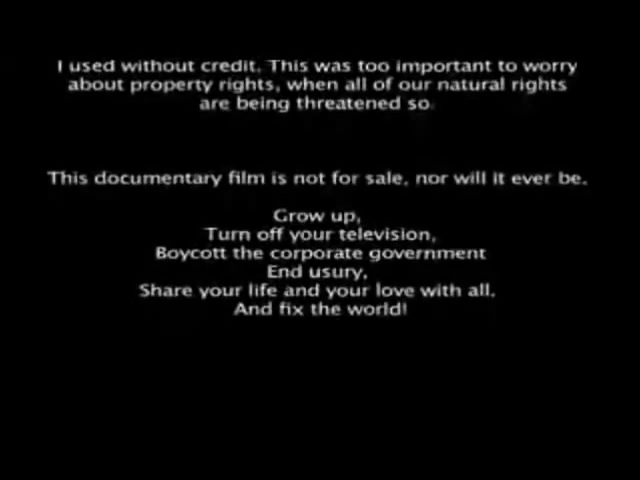 I used without credit. This was too important to worry
about property rights, when all of our natural rights
are being threatened so.
This documentary film is not for sale, nor will it ever be.
Grow up,
Turn off your television,
Boycott the corporate government
End usury,
Share your life and your love with all,
And fix the world!